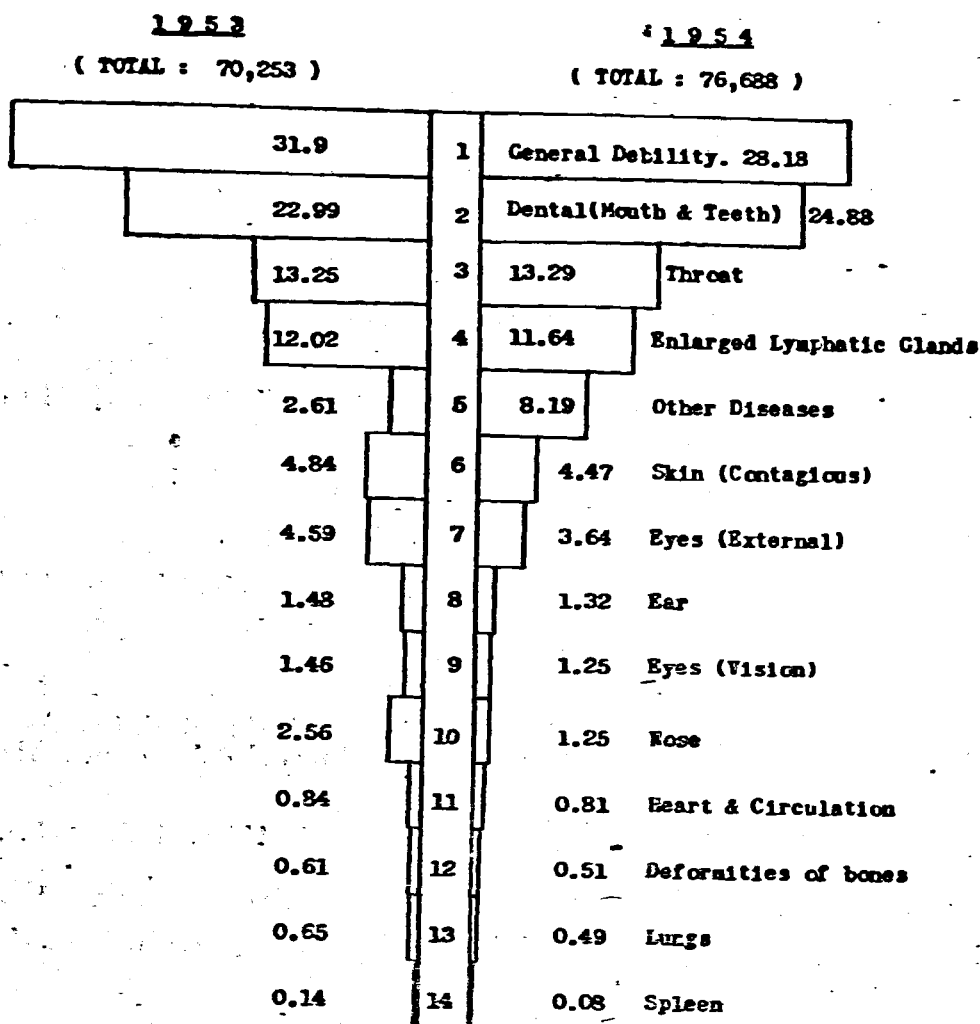 1953 1954
( TOTAL : 70,253 ) ( TOTAL : 76,688 )
31.9 1 General Debility. 28.18
22.99 2 Dental(Mouth & Teeth) 24.88
13.25 3 13.29 Throat
12.02 4 11.64 Enlarged Lymphatic Glands
2.61 5 8.19 Other Diseases
4.84 6 4.47 Skin (Contagious)
4.59 7 3.64 Eyes (External)
1.48 8 1.32 Ear
1.46 9 1.25 Eyes (Vision)
2.56 10 1.25 Nose
0.84 11 0.81 Heart & Circulation
0.61 12 0.51 Deformities of bones
0.65 13 0.49 Lungs
0.14 14 0.08 Spleen